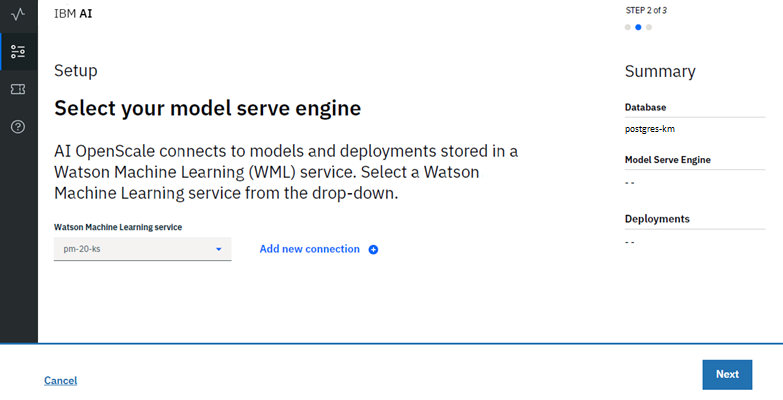 IBM AI
STEP 2 of 3
Setup
Select your model serve engine
AI OpenScale connects to models and deployments stored in a
Watson Machine Learning (WML) service. Select a Watson
Machine Learning service from the drop-down.
Watson Machine Learning service
pm-20-ks
Add new connection
Summary
Database
postgres-km
Model Serve Engine
- -
Deployments
- -
Cancel
Next